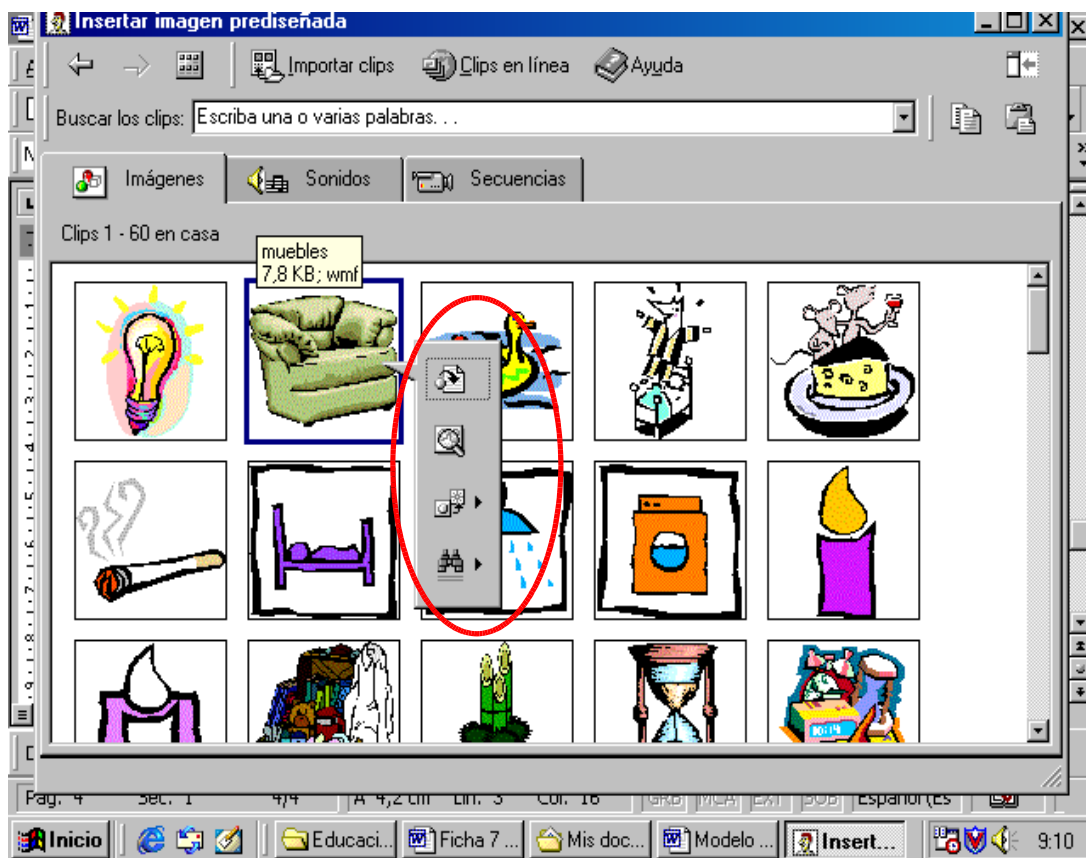 Insertar imagen prediseñada
Importar clips Clips en línea Ayuda
Buscar los clips: Escriba una o varias palabras. . .
Imágenes Sonidos Secuencias
Clips 1 - 60 en casa
muebles
7,8 KB; wmf
10:14
Pág. 4 Sec. 1 4/4 A 4,2 cm Lín. 3 Col. 16 GRB MCA EXT SOB Español (Es
Inicio Educaci... Ficha 7 ... Mis doc... Modelo ... Insert... 9:10